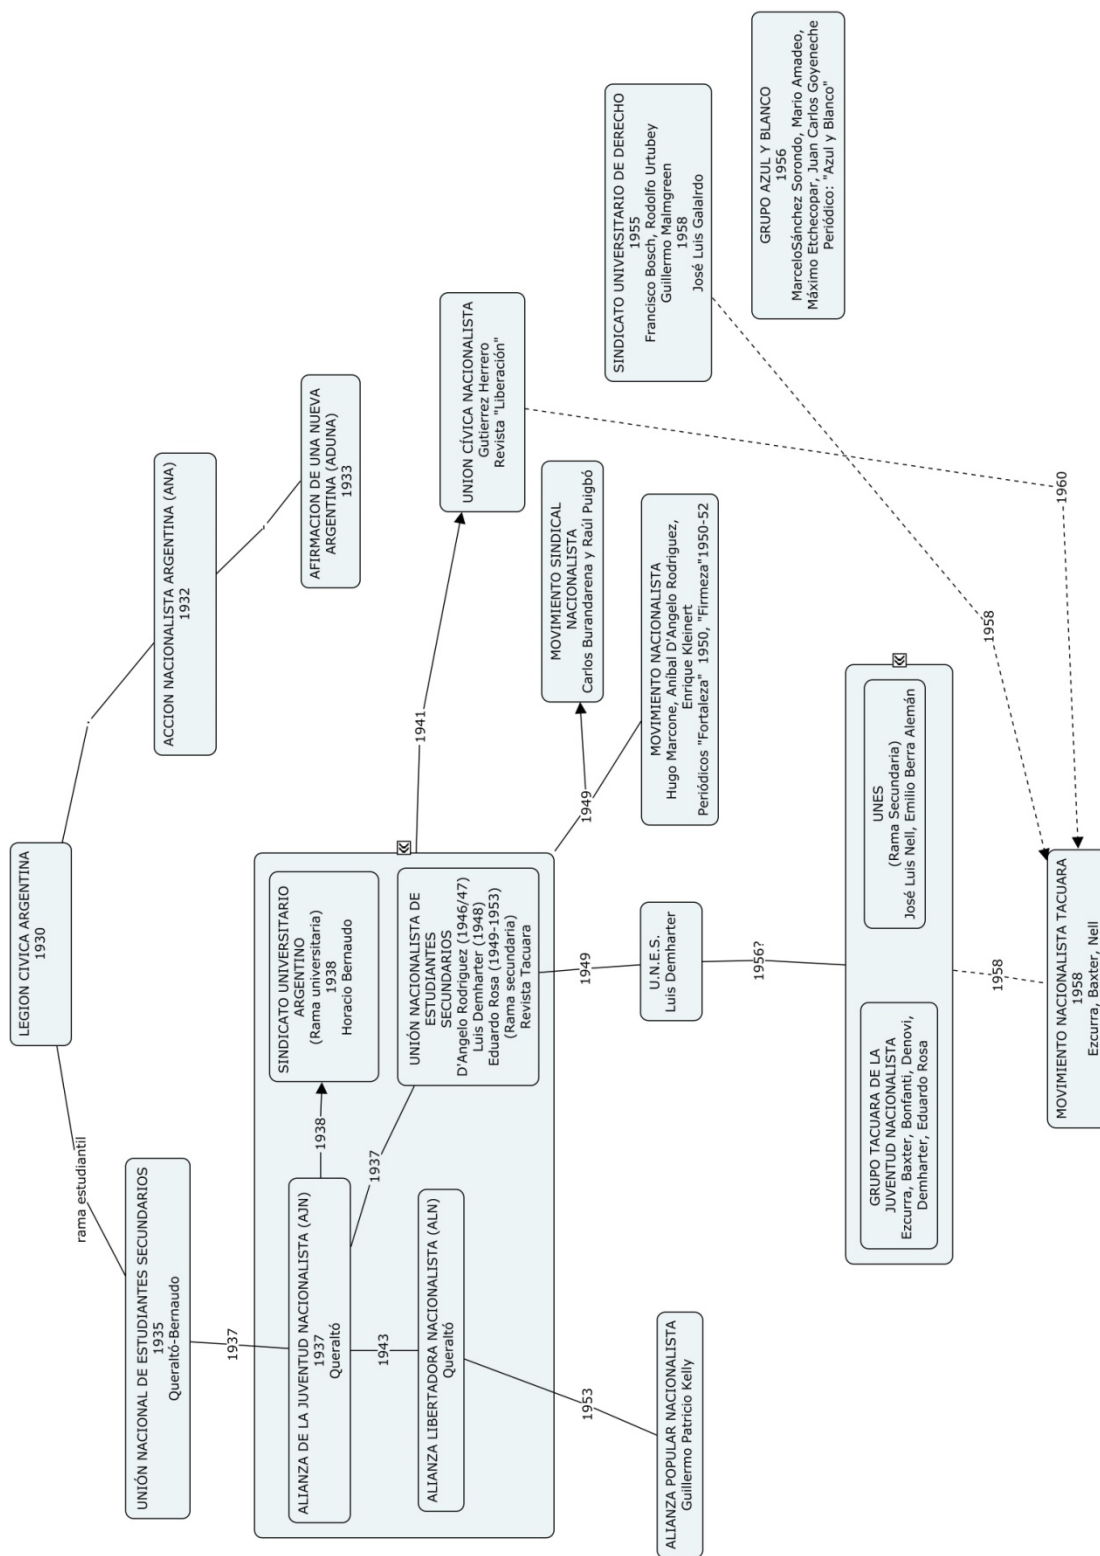 LEGION CIVICA ARGENTINA
1930
rama estudiantil
UNIÓN NACIONAL DE ESTUDIANTES SECUNDARIOS
1935
Queraltó-Bernaudo
ACCION NACIONALISTA ARGENTINA (ANA)
1932
AFIRMACION DE UNA NUEVA
ARGENTINA (ADUNA)
1933
1937
ALIANZA DE LA JUVENTUD NACIONALISTA (AJN)
1937
Queraltó
1938
SINDICATO UNIVERSITARIO
ARGENTINO
(Rama universitaria)
1938
Horacio Bernaudo
1937
UNIÓN NACIONALISTA DE
ESTUDIANTES
SECUNDARIOS
D'Angelo Rodriguez (1946/47)
Luis Demharter (1948)
Eduardo Rosa (1949-1953)
(Rama secundaria)
Revista Tacuara
1943
ALIANZA LIBERTADORA NACIONALISTA (ALN)
Queraltó
1941
UNION CÍVICA NACIONALISTA
Gutierrez Herrero
Revista "Liberación"
1949
MOVIMIENTO SINDICAL
NACIONALISTA
Carlos Burandarena y Raúl Puigbó
MOVIMIENTO NACIONALISTA
Hugo Marcone, Aníbal D'Angelo Rodriguez,
Enrique Kleinert
Periódicos "Fortaleza" 1950, "Firmeza"1950-52
1953
ALIANZA POPULAR NACIONALISTA
Guillermo Patricio Kelly
1949
U.N.E.S.
Luis Demharter
1956?
GRUPO TACUARA DE LA
JUVENTUD NACIONALISTA
Ezcurra, Baxter, Bonfanti, Denovi,
Demharter, Eduardo Rosa
UNES
(Rama Secundaria)
José Luis Nell, Emilio Berra Alemán
SINDICATO UNIVERSITARIO DE DERECHO
1955
Francisco Bosch, Rodolfo Urtubey
Guillermo Malmgreen
1958
José Luis Galalrdo
GRUPO AZUL Y BLANCO
1956
MarceloSánchez Sorondo, Mario Amadeo,
Máximo Etchecopar, Juan Carlos Goyeneche
Periódico: "Azul y Blanco"
1958
1958
1960
MOVIMIENTO NACIONALISTA TACUARA
1958
Ezcurra, Baxter, Nell